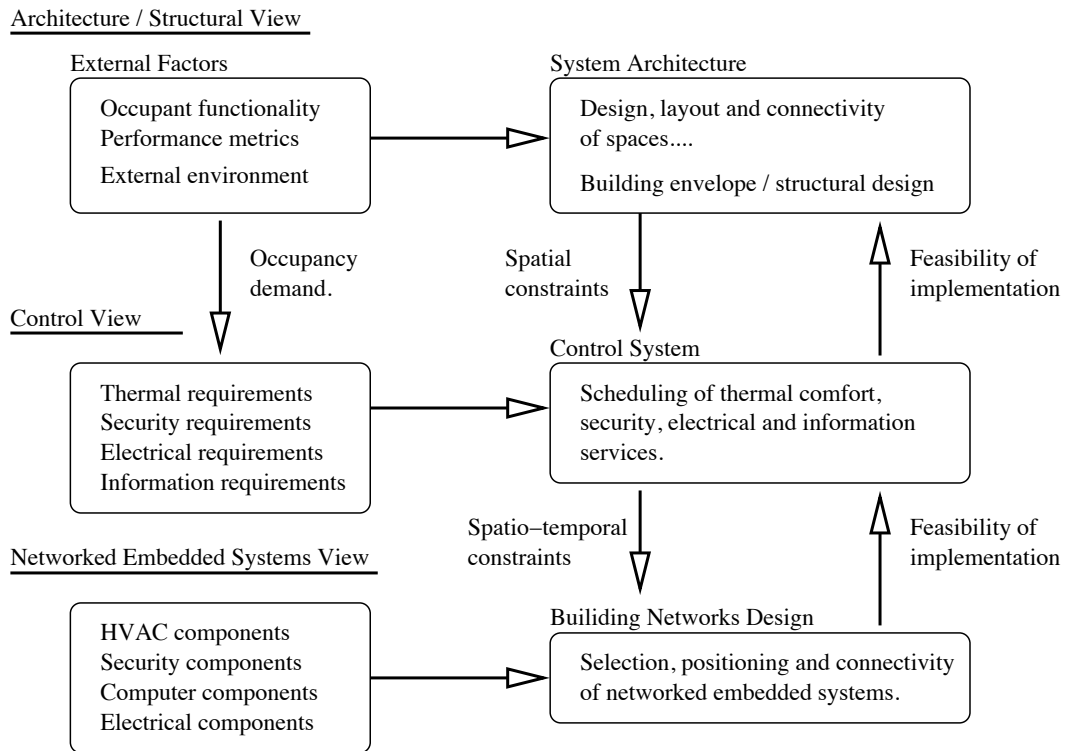 Architecture / Structural View
External Factors
Occupant functionality
Performance metrics
External environment
System Architecture
Design, layout and connectivity
of spaces....
Building envelope / structural design
Occupancy
demand.
Spatial
constraints
Feasibility of
implementation
Control View
Thermal requirements
Security requirements
Electrical requirements
Information requirements
Control System
Scheduling of thermal comfort,
security, electrical and information
services.
Spatio–temporal
constraints
Feasibility of
implementation
Networked Embedded Systems View
HVAC components
Security components
Computer components
Electrical components
Builiding Networks Design
Selection, positioning and connectivity
of networked embedded systems.